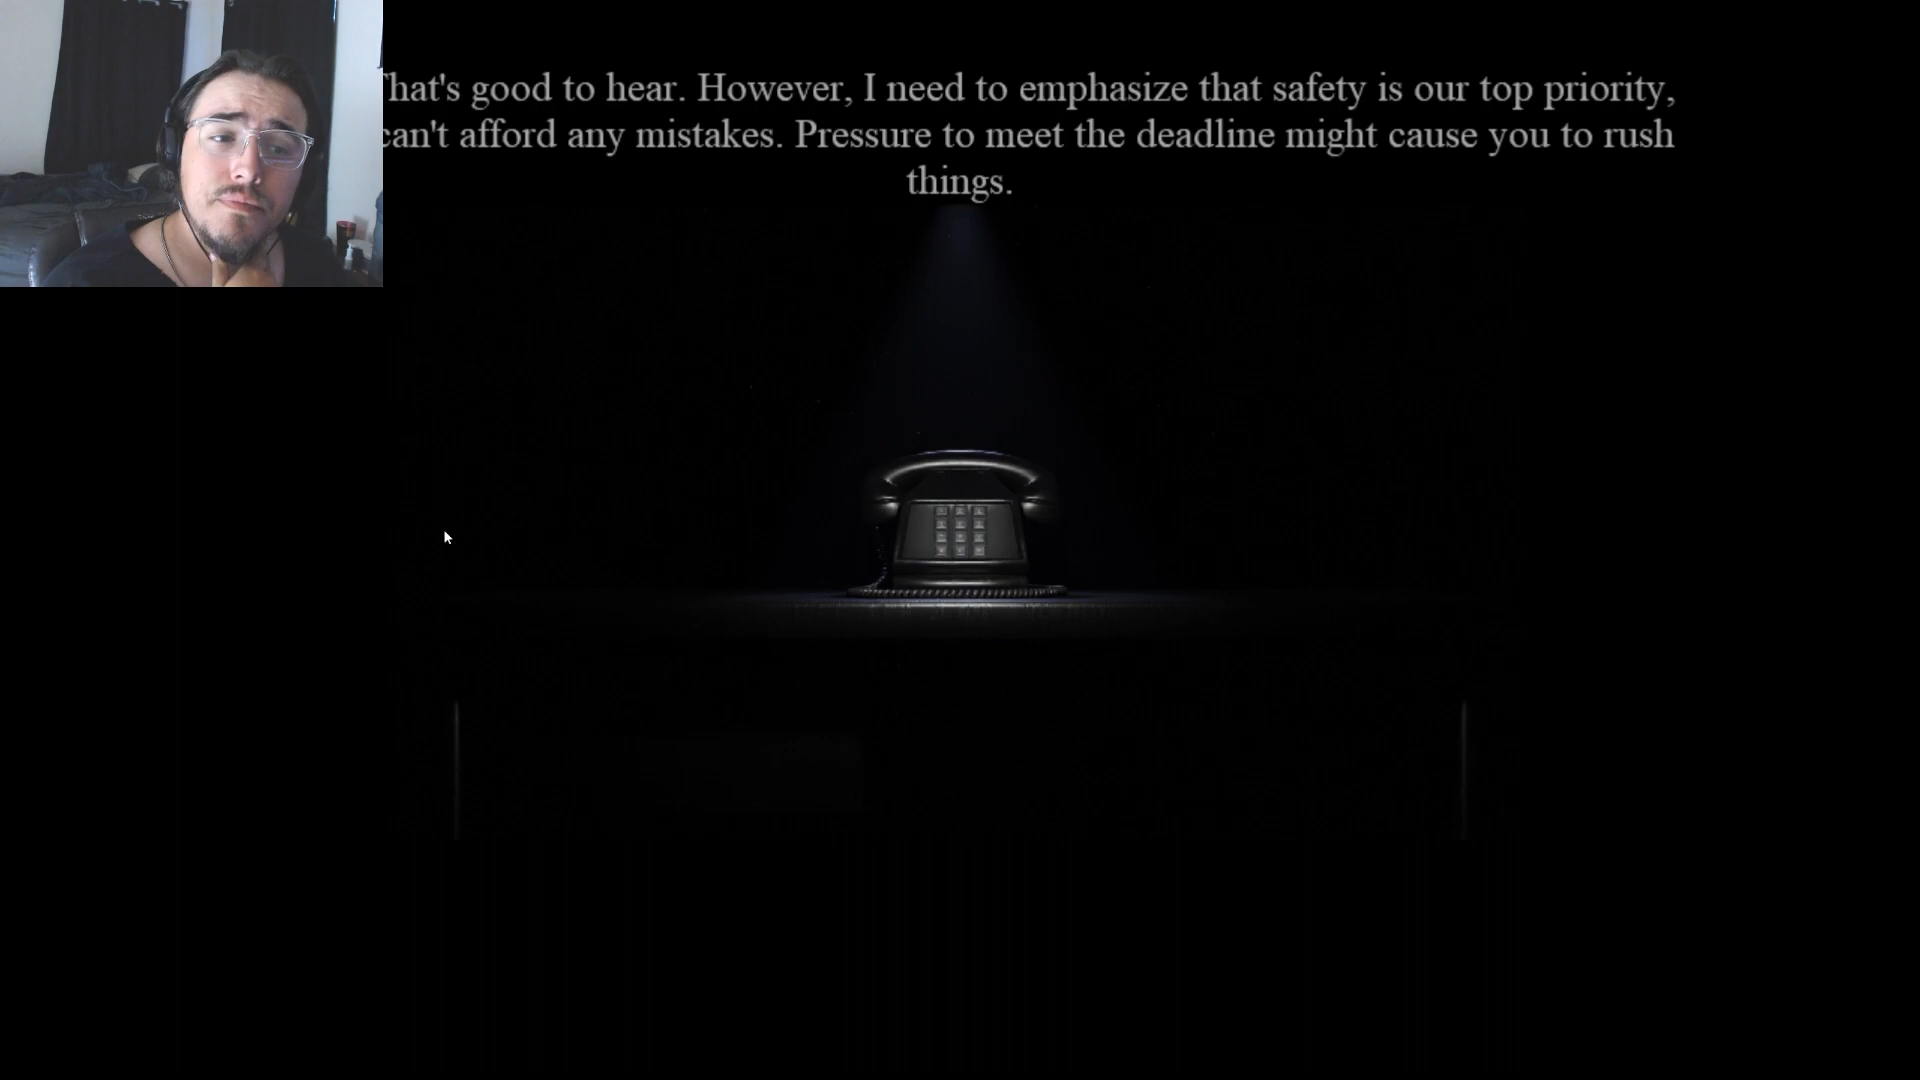 hat's good to hear. However, I need to emphasize that safety is our top priority,
can't afford any mistakes. Pressure to meet the deadline might cause you to rush
things.